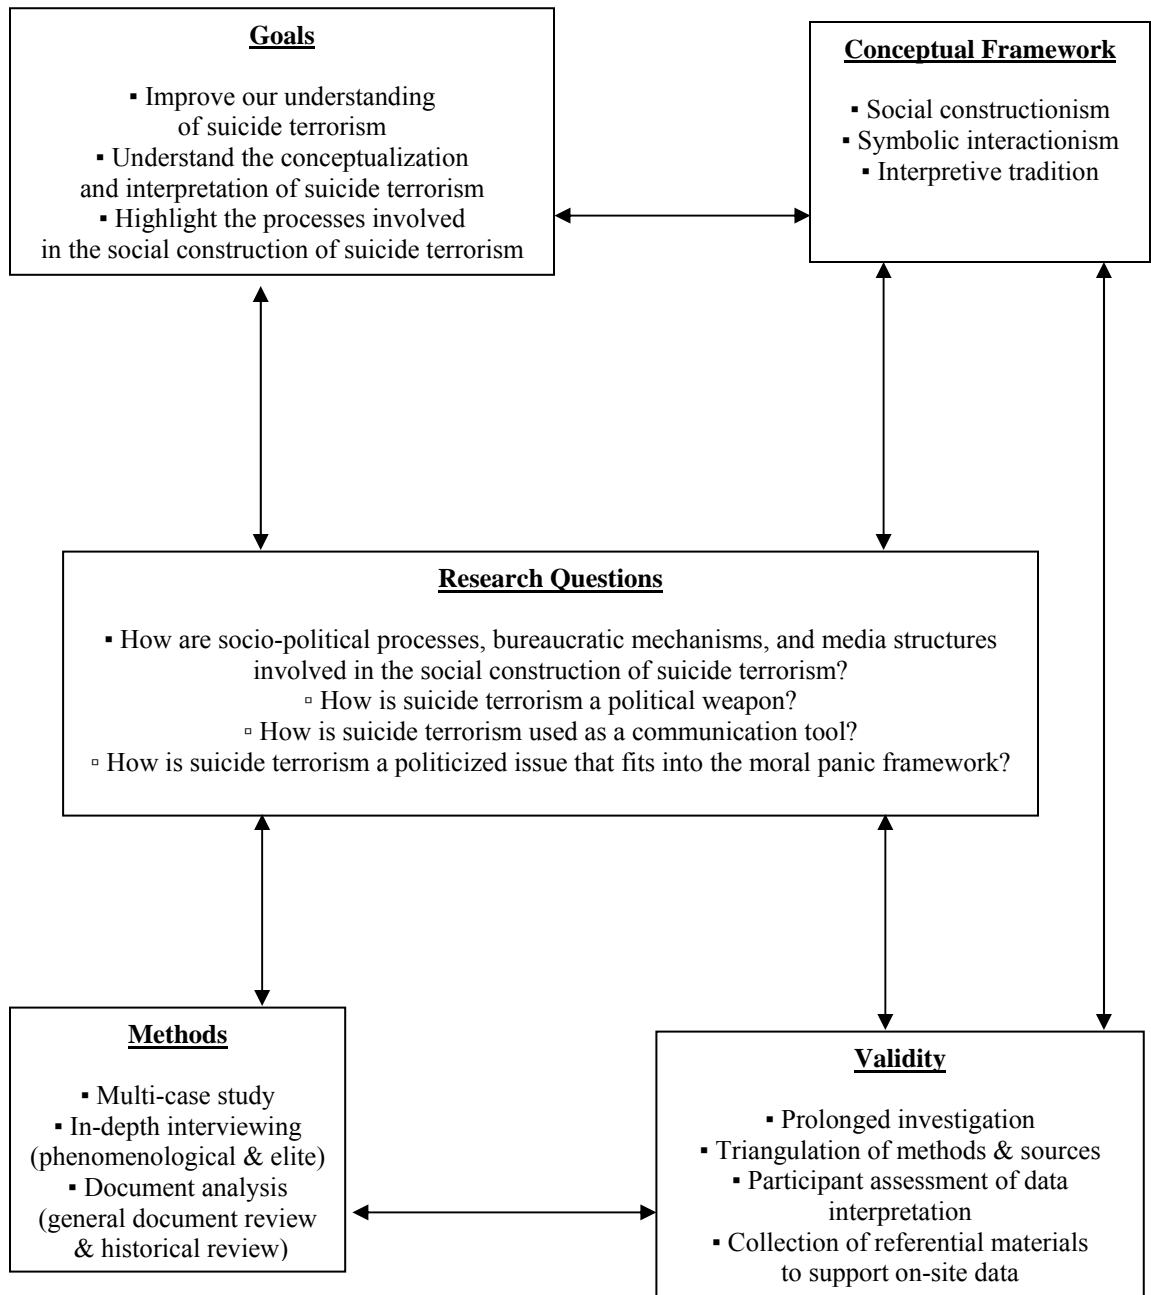 Goals
▪ Improve our understanding
of suicide terrorism
▪ Understand the conceptualization
and interpretation of suicide terrorism
▪ Highlight the processes involved
in the social construction of suicide terrorism
Conceptual Framework
▪ Social constructionism
▪ Symbolic interactionism
▪ Interpretive tradition
Research Questions
▪ How are socio-political processes, bureaucratic mechanisms, and media structures
involved in the social construction of suicide terrorism?
▫ How is suicide terrorism a political weapon?
▫ How is suicide terrorism used as a communication tool?
▫ How is suicide terrorism a politicized issue that fits into the moral panic framework?
Methods
▪ Multi-case study
▪ In-depth interviewing
(phenomenological & elite)
▪ Document analysis
(general document review
& historical review)
Validity
▪ Prolonged investigation
▪ Triangulation of methods & sources
▪ Participant assessment of data
interpretation
▪ Collection of referential materials
to support on-site data